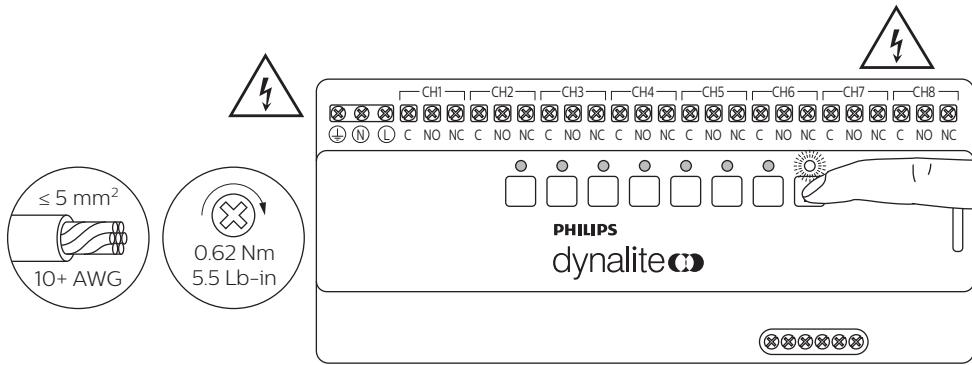 CH1 CH2 CH3 CH4 CH5 CH6 CH7 CH8
N L C NO NC C NO NC C NO NC C NO NC C NO NC C NO NC C NO NC C NO NC
≤ 5 mm²
10+ AWG
0.62 Nm
5.5 Lb-in
PHILIPS
dynalite